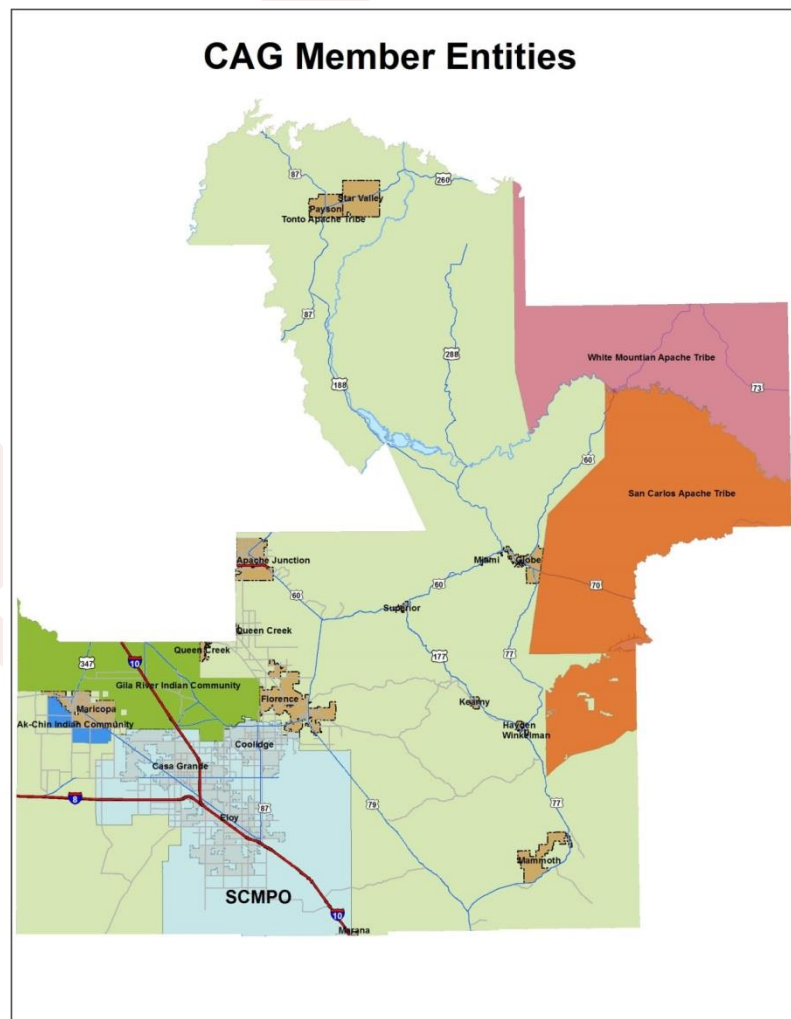 CAG Member Entities
87
260
Star Valley
Payson
Tonto Apache Tribe
87
288
188
White Mountian Apache Tribe
73
60
San Carlos Apache Tribe
Apache Junction
Miami
Globe
60
60
70
Superior
Queen Creek
Queen Creek
347
10
177
77
Gila River Indian Community
Florence
Kearny
Maricopa
Ak-Chin Indian Community
Hayden
Winkelman
Coolidge
Casa Grande
8
87
79
77
Eloy
Mammoth
SCMPO
10
Marana